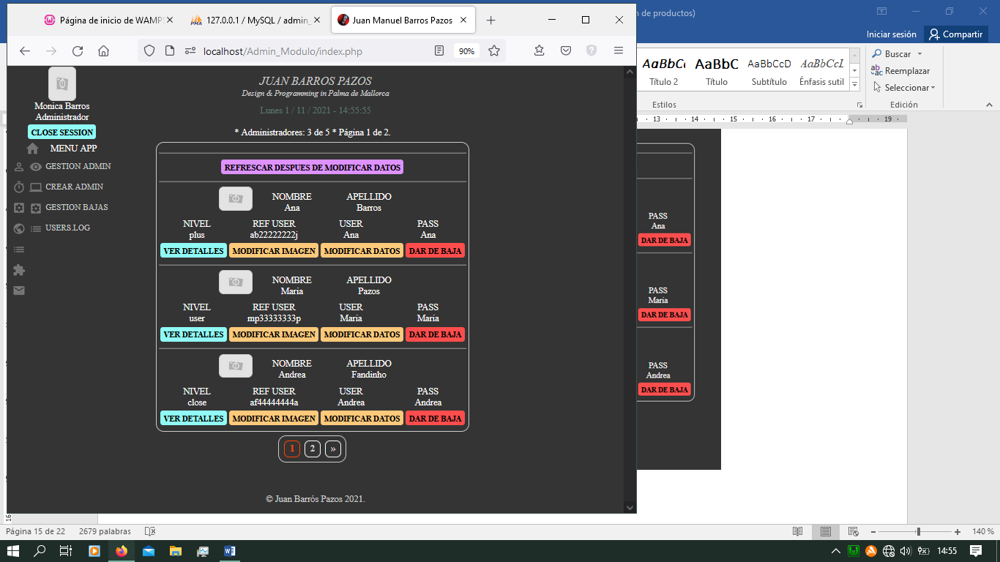 Página de inicio de WAMPS
127.0.0.1 / MySQL / admin_
Juan Manuel Barros Pazos
n de productos)
Iniciar sesión
Compartir
localhost/Admin_Modulo/index.php
90%
AaBbCc
AaBbC
AaBbCcD
AaBbCcL
Título 2
Título
Subtítulo
Énfasis sutil
Estilos
Buscar
Reemplazar
Seleccionar
Edición
13 14 15 16 17 19
Monica Barros
Administrador
CLOSE SESSION
MENU APP
GESTION ADMIN
CREAR ADMIN
GESTION BAJAS
USERS.LOG
JUAN BARROS PAZOS
Design & Programming in Palma de Mallorca
Lunes 1 / 11 / 2021 - 14:55:55
* Administradores: 3 de 5 * Página 1 de 2.
REFRESCAR DESPUES DE MODIFICAR DATOS
NOMBRE APELLIDO
Ana Barros
NIVEL REF USER USER PASS
plus ab22222222j Ana Ana
VER DETALLES MODIFICAR IMAGEN MODIFICAR DATOS DAR DE BAJA
NOMBRE APELLIDO
Maria Pazos
NIVEL REF USER USER PASS
user mp33333333p Maria Maria
VER DETALLES MODIFICAR IMAGEN MODIFICAR DATOS DAR DE BAJA
NOMBRE APELLIDO
Andrea Fandinho
NIVEL REF USER USER PASS
close af44444444a Andrea Andrea
VER DETALLES MODIFICAR IMAGEN MODIFICAR DATOS DAR DE BAJA
1 2 »
© Juan Barrós Pazos 2021.
PASS
Ana
DAR DE BAJA
PASS
Maria
DAR DE BAJA
PASS
Andrea
DAR DE BAJA
16
Página 15 de 22 2679 palabras
140 %
14:55